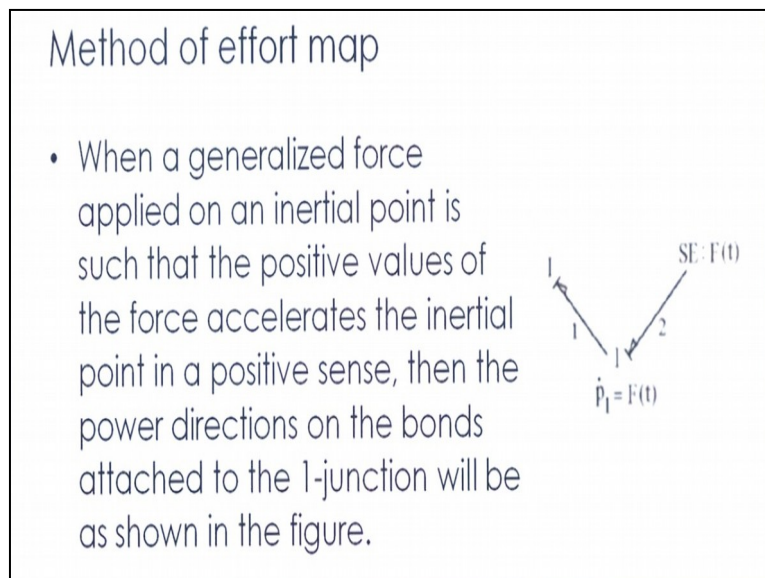 Method of effort map
• When a generalized force
applied on an inertial point is
such that the positive values of
the force accelerates the inertial
point in a positive sense, then the
power directions on the bonds
attached to the 1-junction will be
as shown in the figure.
I
SE : F(t)
1
2
1
ṗ₁ = F(t)